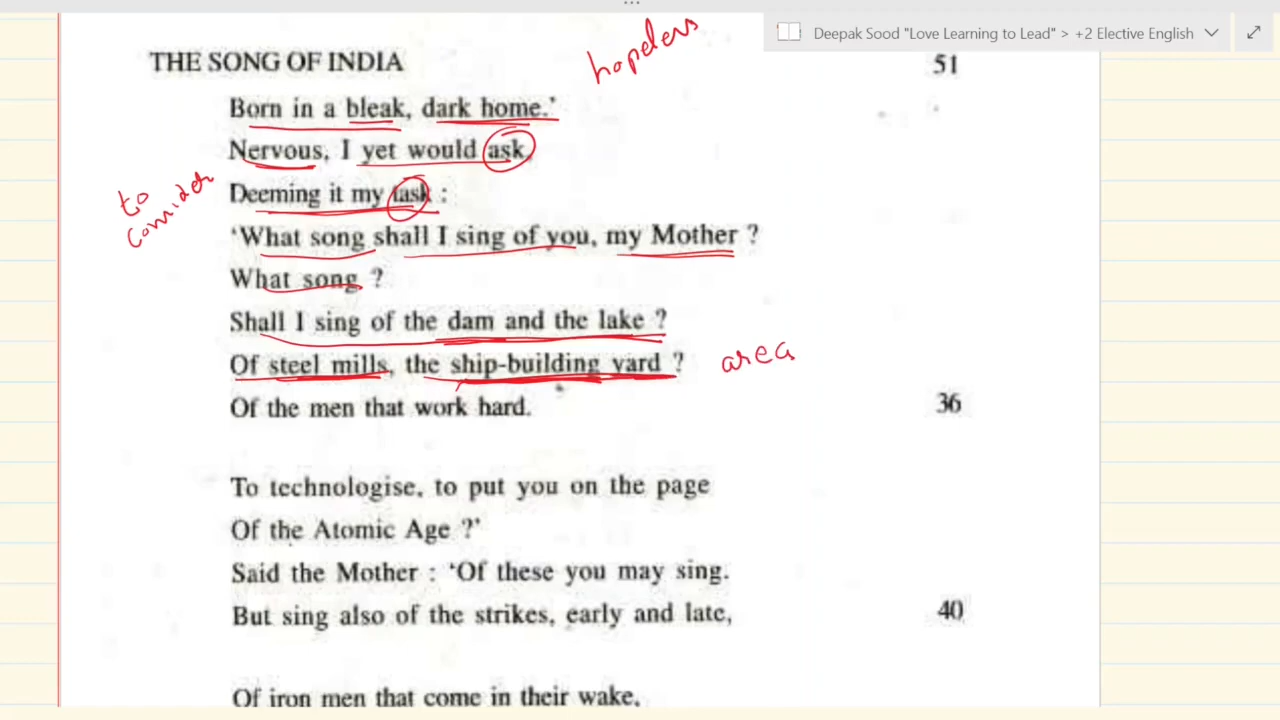 Deepak Sood "Love Learning to Lead" > +2 Elective English
hopeless
THE SONG OF INDIA 51
Born in a bleak, dark home.'
Nervous, I yet would ask,
to consider
Deeming it my task :
'What song shall I sing of you, my Mother ?
What song ?
Shall I sing of the dam and the lake ?
Of steel mills, the ship-building yard ? area
Of the men that work hard. 36
To technologise, to put you on the page
Of the Atomic Age ?'
Said the Mother : 'Of these you may sing.
But sing also of the strikes, early and late, 40
Of iron men that come in their wake,